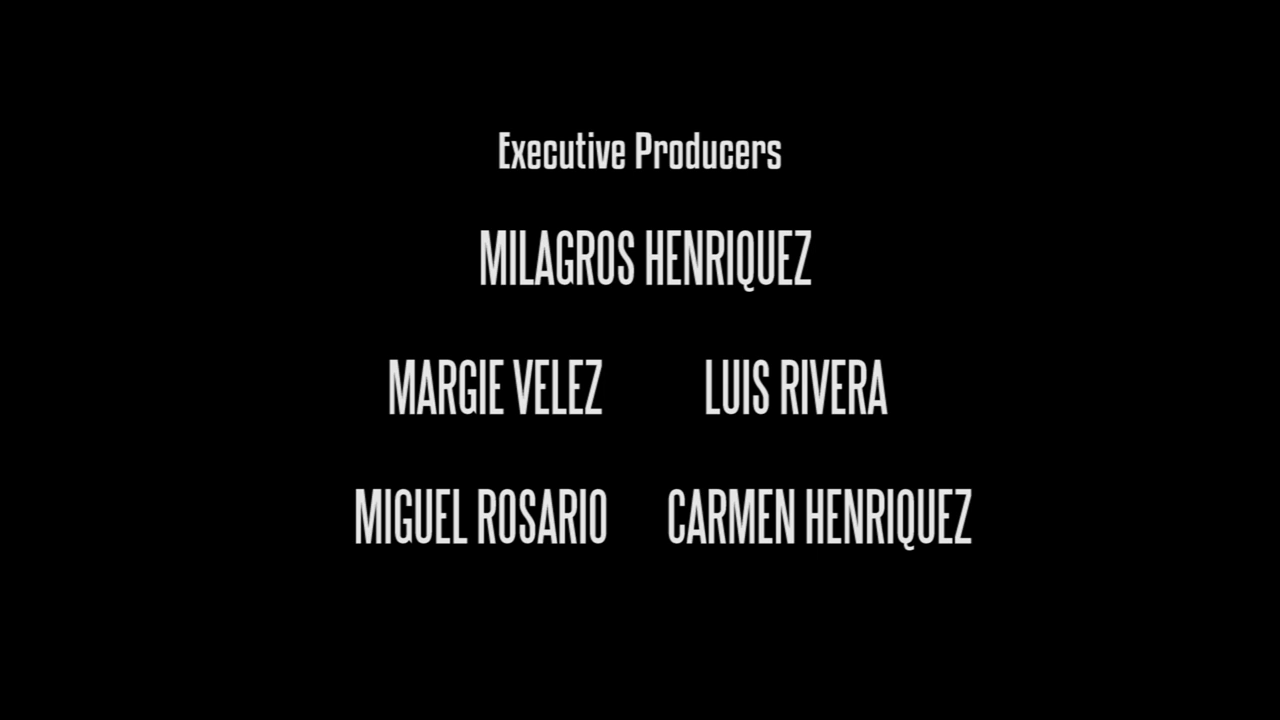 Executive Producers
MILAGROS HENRIQUEZ
MARGIE VELEZ LUIS RIVERA
MIGUEL ROSARIO CARMEN HENRIQUEZ